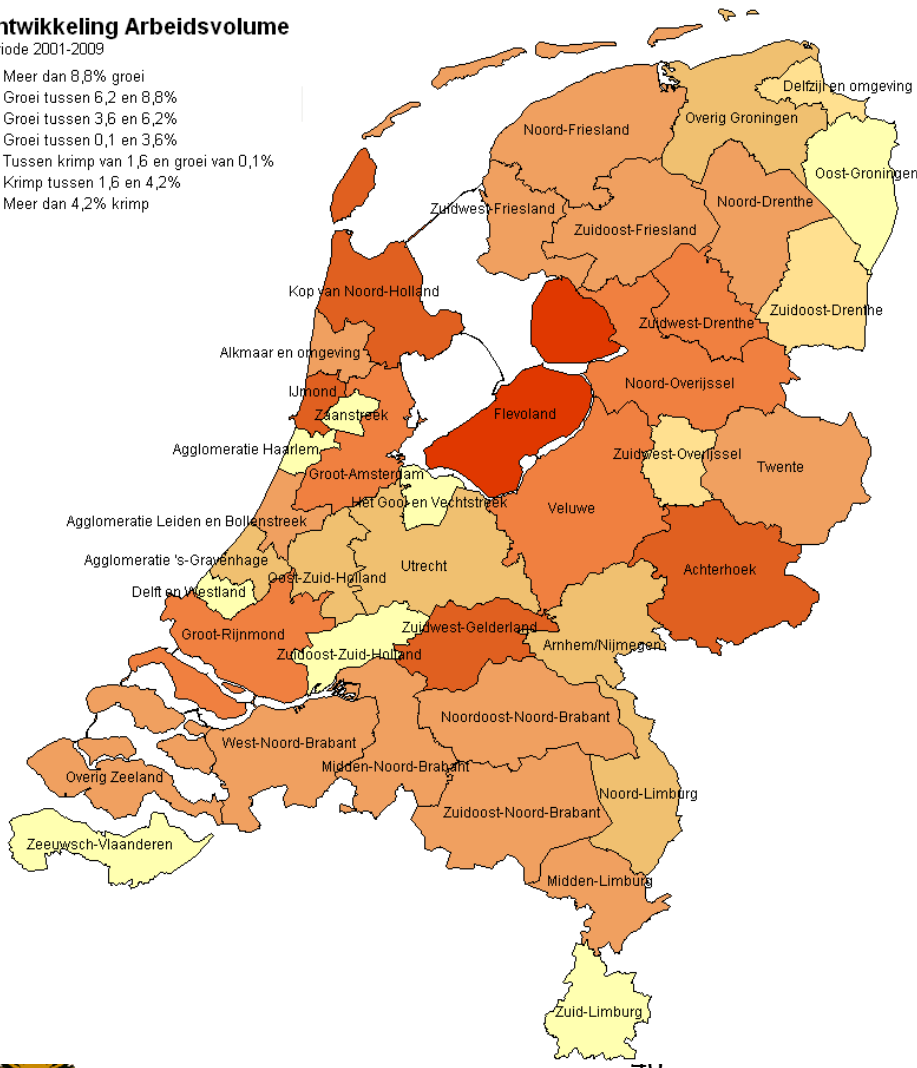 ntwikkeling Arbeidsvolume
riode 2001-2009
Meer dan 8,8% groei
Groei tussen 6,2 en 8,8%
Groei tussen 3,6 en 6,2%
Groei tussen 0,1 en 3,6%
Tussen krimp van 1,6 en groei van 0,1%
Krimp tussen 1,6 en 4,2%
Meer dan 4,2% krimp
Delfzijl en omgeving
Overig Groningen
Noord-Friesland
Oost-Groningen
Noord-Drenthe
Zuidwest-Friesland
Zuidoost-Friesland
Kop van Noord-Holland
Zuidoost-Drenthe
Zuidwest-Drenthe
Alkmaar en omgeving
Noord-Overijssel
IJmond
Zaanstreek
Flevoland
Agglomeratie Haarlem
Zuidwest-Overijssel
Twente
Groot-Amsterdam
Het Gooi en Vechtstreek
Veluwe
Agglomeratie Leiden en Bollenstreek
Agglomeratie 's-Gravenhage
Utrecht
Achterhoek
Oost-Zuid-Holland
Delft en Westland
Zuidwest-Gelderland
Groot-Rijnmond
Arnhem/Nijmegen
Zuidoost-Zuid-Holland
Noordoost-Noord-Brabant
West-Noord-Brabant
Midden-Noord-Brabant
Overig Zeeland
Noord-Limburg
Zuidoost-Noord-Brabant
Zeeuwsch-Vlaanderen
Midden-Limburg
Zuid-Limburg